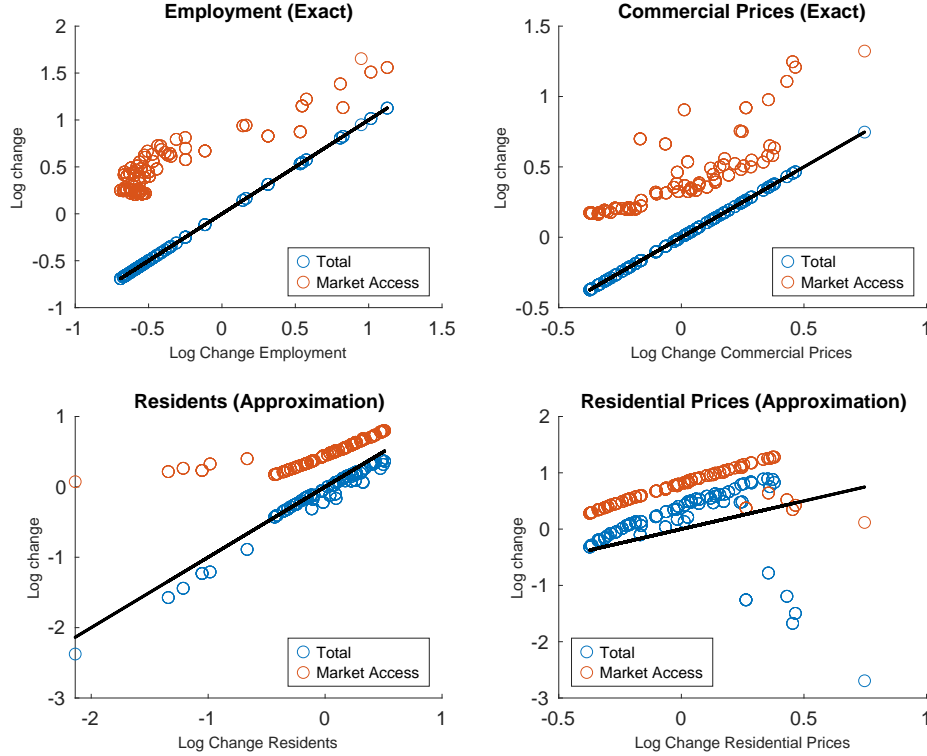 Employment (Exact)
2
1.5
1
0.5
0
-0.5
-1
Log change
-1
-0.5
0
0.5
1
1.5
Log Change Employment
Total
Market Access
Commercial Prices (Exact)
1.5
1
0.5
0
-0.5
Log change
-0.5
0
0.5
1
Log Change Commercial Prices
Total
Market Access
Residents (Approximation)
1
0
-1
-2
-3
Log change
-2
-1
0
Log Change Residents
Total
Market Access
Residential Prices (Approximation)
2
1
0
-1
-2
-3
Log change
-0.5
0
0.5
1
Log Change Residential Prices
Total
Market Access